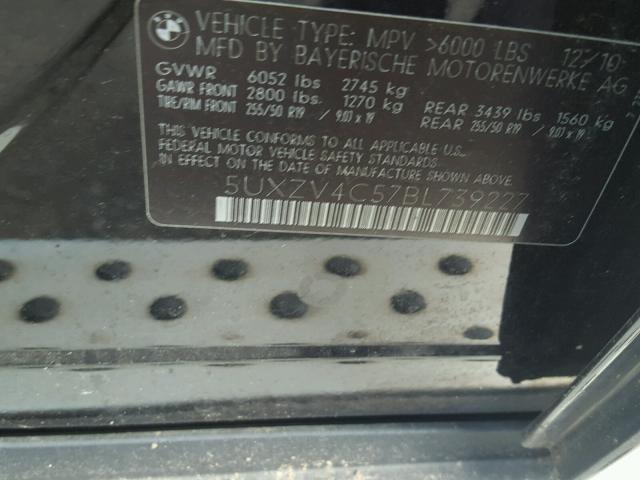 VEHICLE TYPE: MPV >6000 LBS 12/10
MFD BY BAYERISCHE MOTORENWERKE AG
GVWR 6052 lbs 2745 kg
GAWR FRONT 2800 lbs. 1270 kg REAR 3439 lbs 1560 kg
TIRE/RIM FRONT 255/50 R19 / 9.0J x 19 REAR 255/50 R19 / 9.0J x 19
THIS VEHICLE CONFORMS TO ALL APPLICABLE U.S.
FEDERAL MOTOR VEHICLE SAFETY STANDARDS IN EFFECT
ON THE DATE OF MANUFACTURE SHOWN ABOVE.
5UXZV4C57BL739227